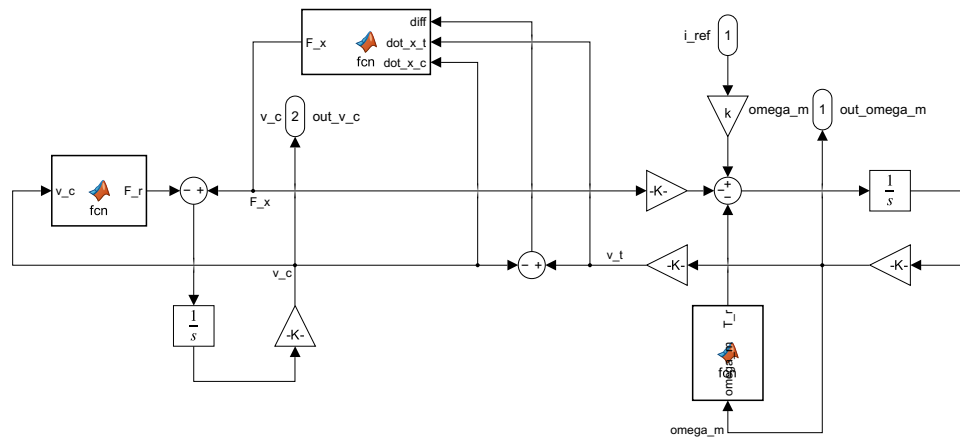 diff
F_x
dot_x_t
dot_x_c
fcn
i_ref
1
k
omega_m
1
out_omega_m
v_c
2
out_v_c
v_c
F_r
fcn
− +
F_x
-K-
+
−
−
1
s
v_c
− +
v_t
-K-
-K-
1
s
-K-
T_r
fcn
omega_m
omega_m